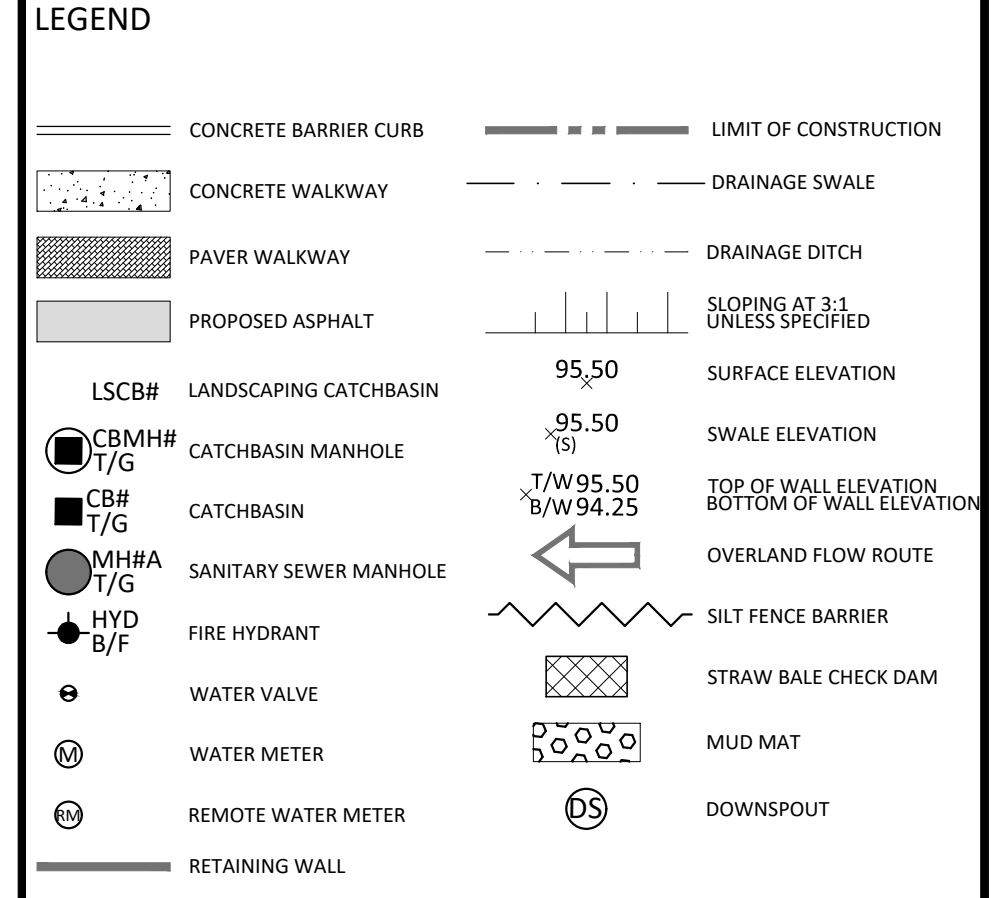 LEGEND
CONCRETE BARRIER CURB
CONCRETE WALKWAY
PAVER WALKWAY
PROPOSED ASPHALT
LSCB# LANDSCAPING CATCHBASIN
CBMH#
T/G
CATCHBASIN MANHOLE
CB#
T/G
CATCHBASIN
MH#A
T/G
SANITARY SEWER MANHOLE
HYD
B/F
FIRE HYDRANT
WATER VALVE
M WATER METER
RM REMOTE WATER METER
RETAINING WALL
LIMIT OF CONSTRUCTION
DRAINAGE SWALE
DRAINAGE DITCH
SLOPING AT 3:1
UNLESS SPECIFIED
95.50 SURFACE ELEVATION
95.50
(S)
SWALE ELEVATION
T/W 95.50
B/W 94.25
TOP OF WALL ELEVATION
BOTTOM OF WALL ELEVATION
OVERLAND FLOW ROUTE
SILT FENCE BARRIER
STRAW BALE CHECK DAM
MUD MAT
DS DOWNSPOUT